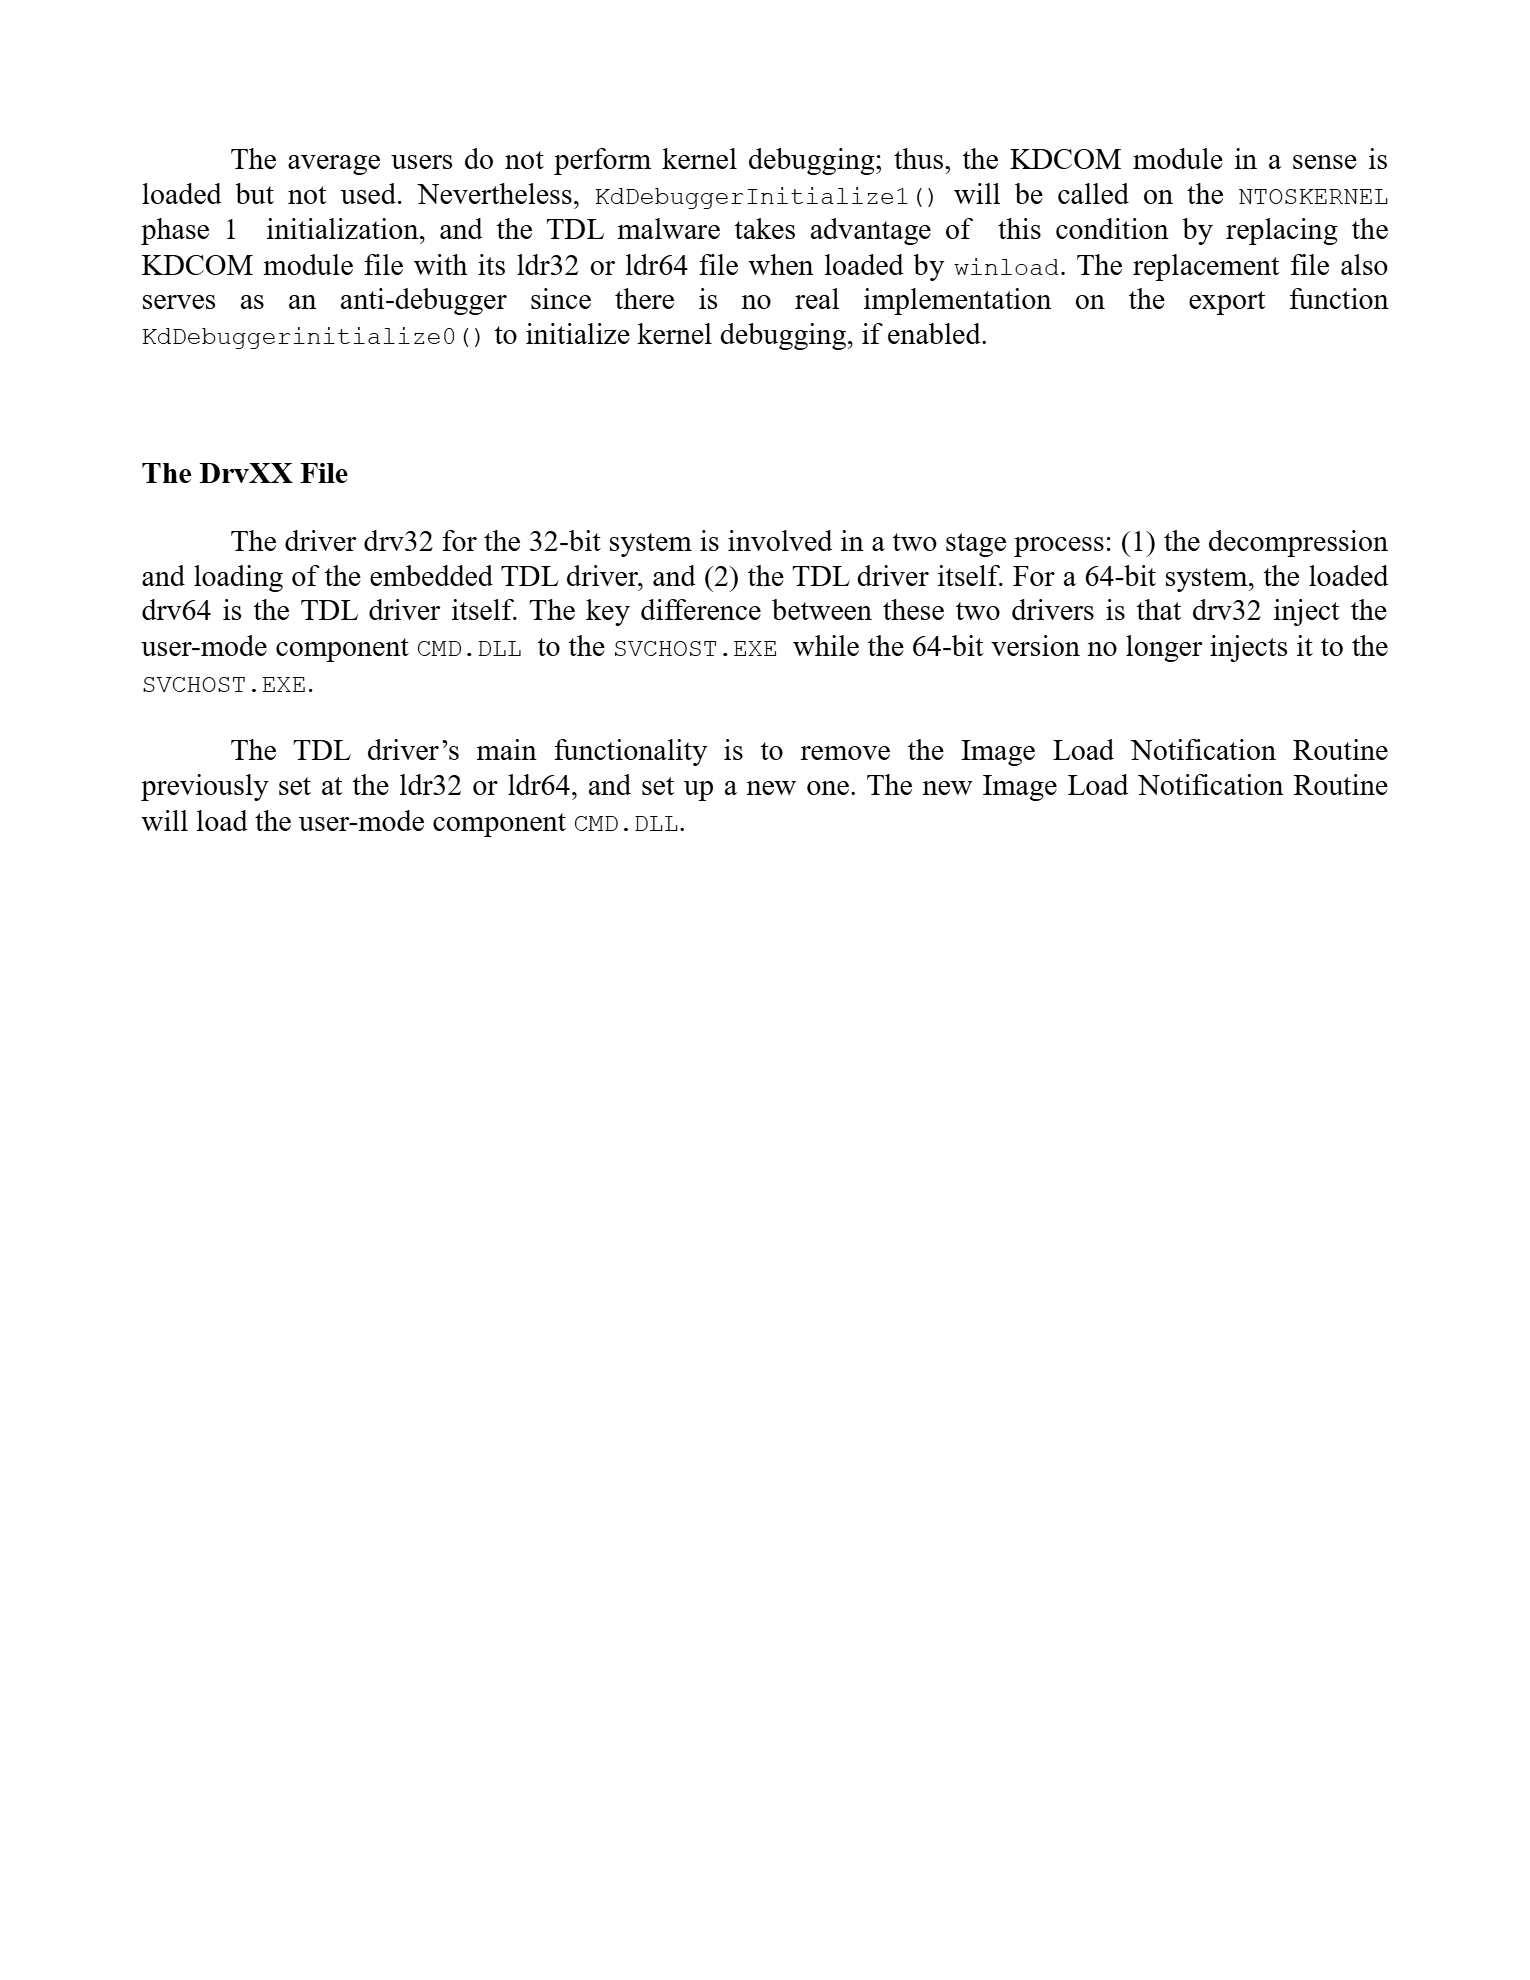 The average users do not perform kernel debugging; thus, the KDCOM module in a sense is
loaded but not used. Nevertheless, KdDebuggerInitialize1() will be called on the NTOSKERNEL
phase 1 initialization, and the TDL malware takes advantage of this condition by replacing the
KDCOM module file with its ldr32 or ldr64 file when loaded by winload. The replacement file also
serves as an anti-debugger since there is no real implementation on the export function
KdDebuggerinitialize0() to initialize kernel debugging, if enabled.
The DrvXX File
The driver drv32 for the 32-bit system is involved in a two stage process: (1) the decompression
and loading of the embedded TDL driver, and (2) the TDL driver itself. For a 64-bit system, the loaded
drv64 is the TDL driver itself. The key difference between these two drivers is that drv32 inject the
user-mode component CMD.DLL to the SVCHOST.EXE while the 64-bit version no longer injects it to the
SVCHOST.EXE.
The TDL driver’s main functionality is to remove the Image Load Notification Routine
previously set at the ldr32 or ldr64, and set up a new one. The new Image Load Notification Routine
will load the user-mode component CMD.DLL.